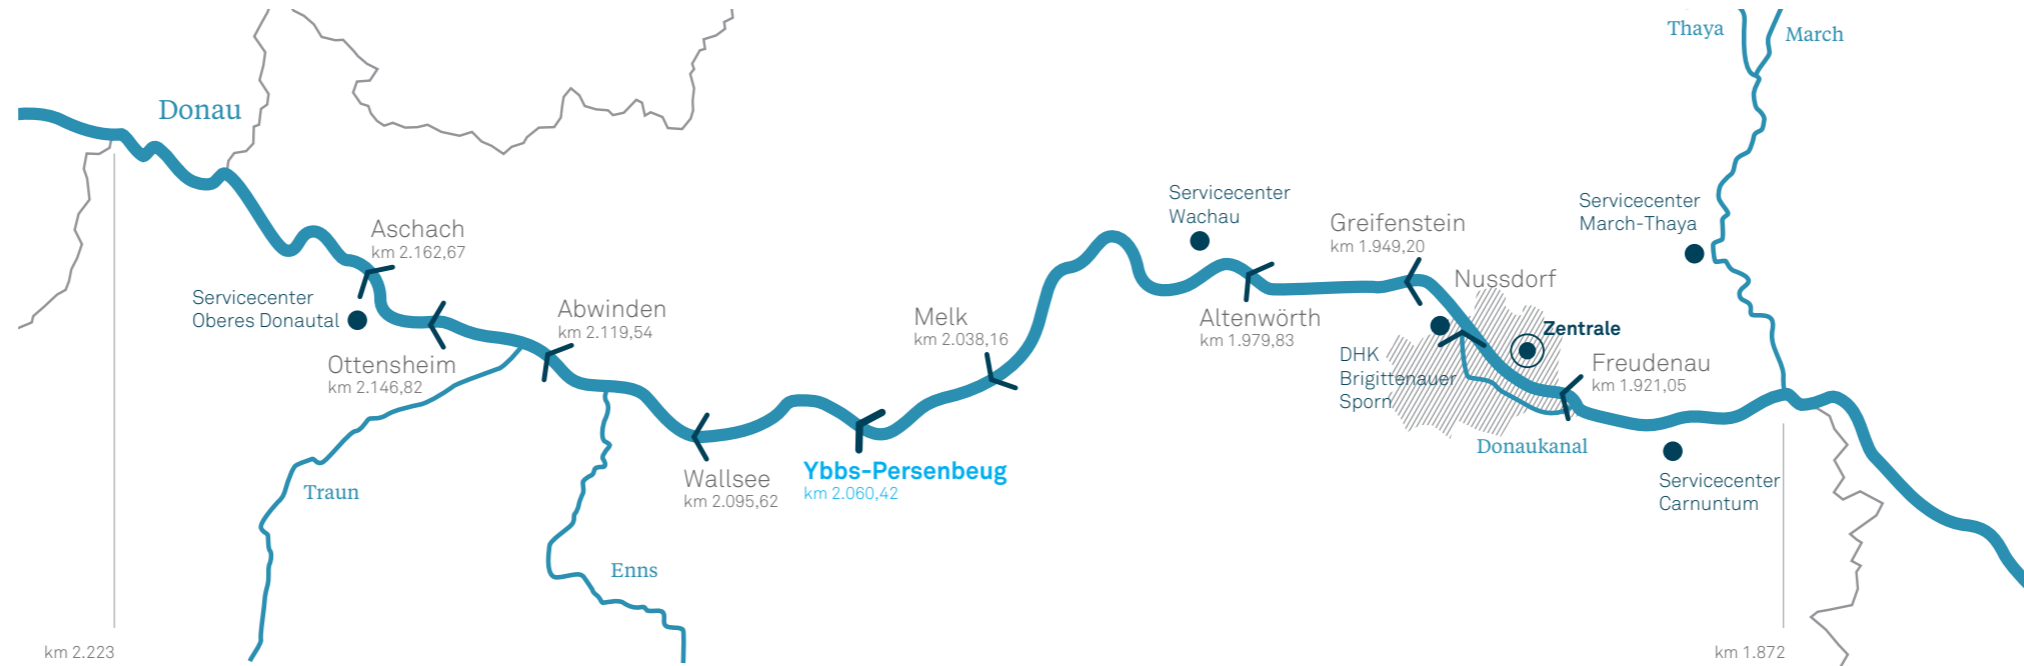 Thaya
March
Donau
Servicecenter
Wachau
Servicecenter
March-Thaya
Aschach
km 2.162,67
Greifenstein
km 1.949,20
Nussdorf
Servicecenter
Oberes Donautal
Abwinden
km 2.119,54
Melk
km 2.038,16
Altenwörth
km 1.979,83
Zentrale
Ottensheim
km 2.146,82
DHK
Brigittenauer
Sporn
Freudenau
km 1.921,05
Donaukanal
Wallsee
km 2.095,62
Ybbs-Persenbeug
km 2.060,42
Servicecenter
Carnuntum
Traun
Enns
km 2.223
km 1.872